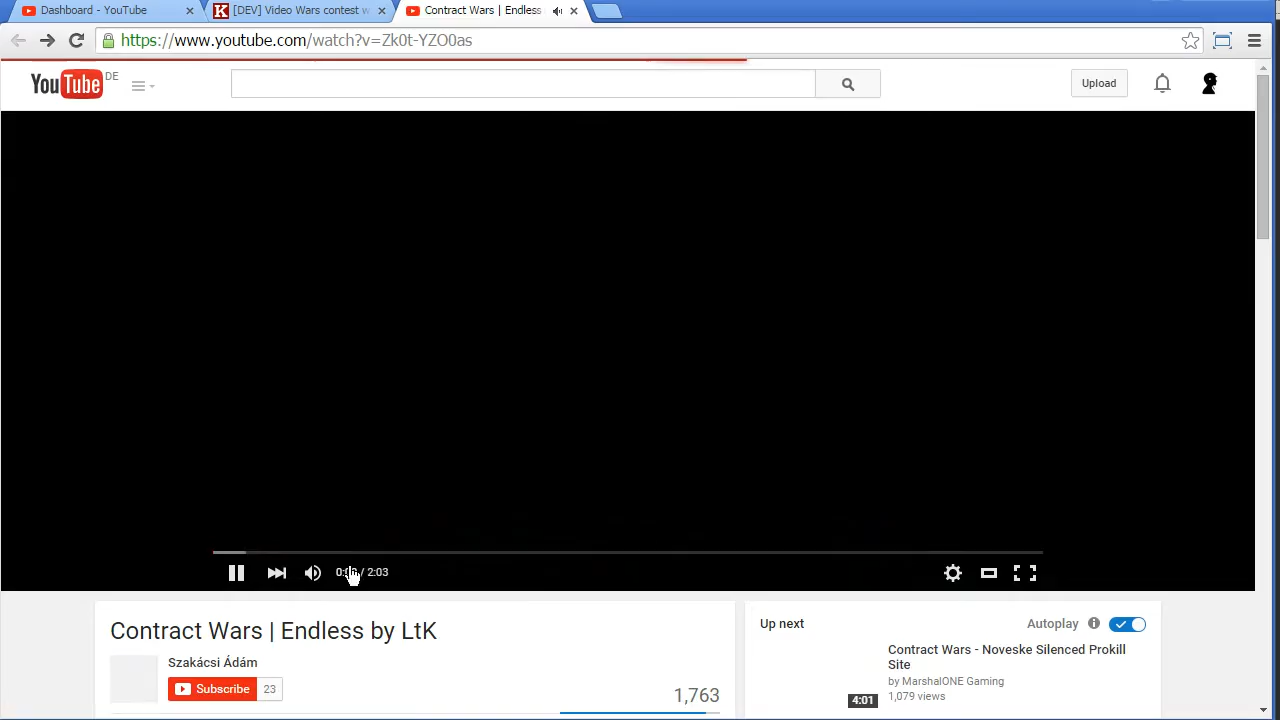 Dashboard - YouTube
[DEV] Video Wars contest w
Contract Wars | Endless
https://www.youtube.com/watch?v=Zk0t-YZO0as
YouTube DE
Upload
/ 2:03
Contract Wars | Endless by LtK
Szakácsi Ádám
Subscribe 23
1,763
Up next
Autoplay
Contract Wars - Noveske Silenced Prokill
Site
by MarshalONE Gaming
1,079 views
4:01